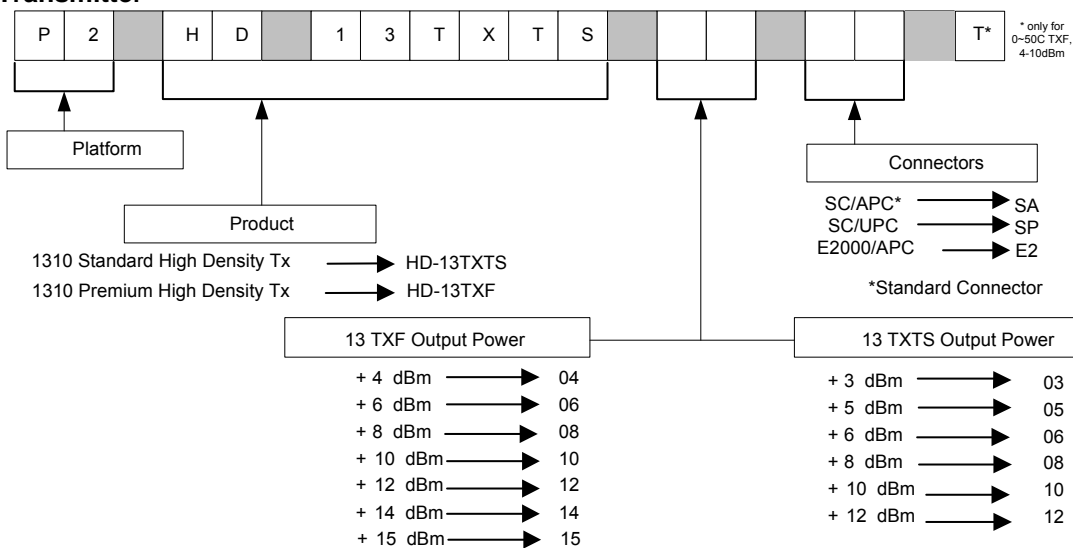 Transmitter
P 2 H D 1 3 T X T S T*
* only for
0~50C TXF,
4-10dBm
Platform
Product
1310 Standard High Density Tx HD-13TXTS
1310 Premium High Density Tx HD-13TXF
Connectors
SC/APC* SA
SC/UPC SP
E2000/APC E2
*Standard Connector
13 TXF Output Power
+ 4 dBm 04
+ 6 dBm 06
+ 8 dBm 08
+ 10 dBm 10
+ 12 dBm 12
+ 14 dBm 14
+ 15 dBm 15
13 TXTS Output Power
+ 3 dBm 03
+ 5 dBm 05
+ 6 dBm 06
+ 8 dBm 08
+ 10 dBm 10
+ 12 dBm 12